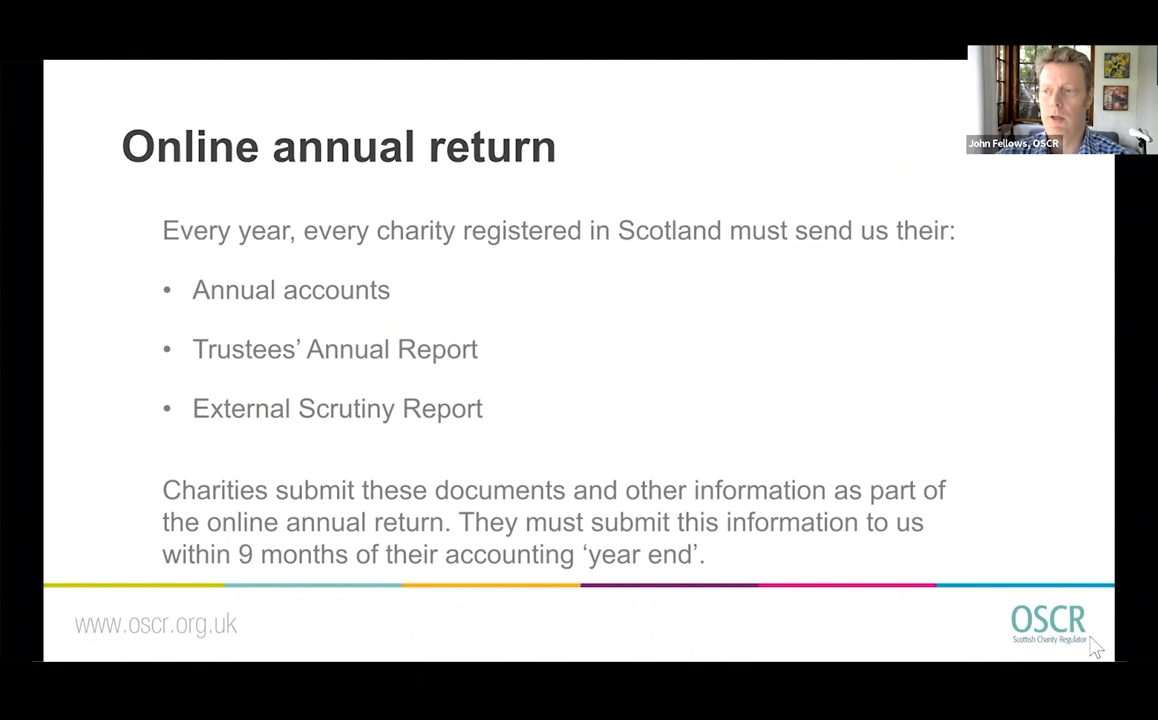 Online annual return
John Fellows, OSCR
Every year, every charity registered in Scotland must send us their:
• Annual accounts
• Trustees’ Annual Report
• External Scrutiny Report
Charities submit these documents and other information as part of
the online annual return. They must submit this information to us
within 9 months of their accounting ‘year end’.
www.oscr.org.uk
OSCR
Scottish Charity Regulator